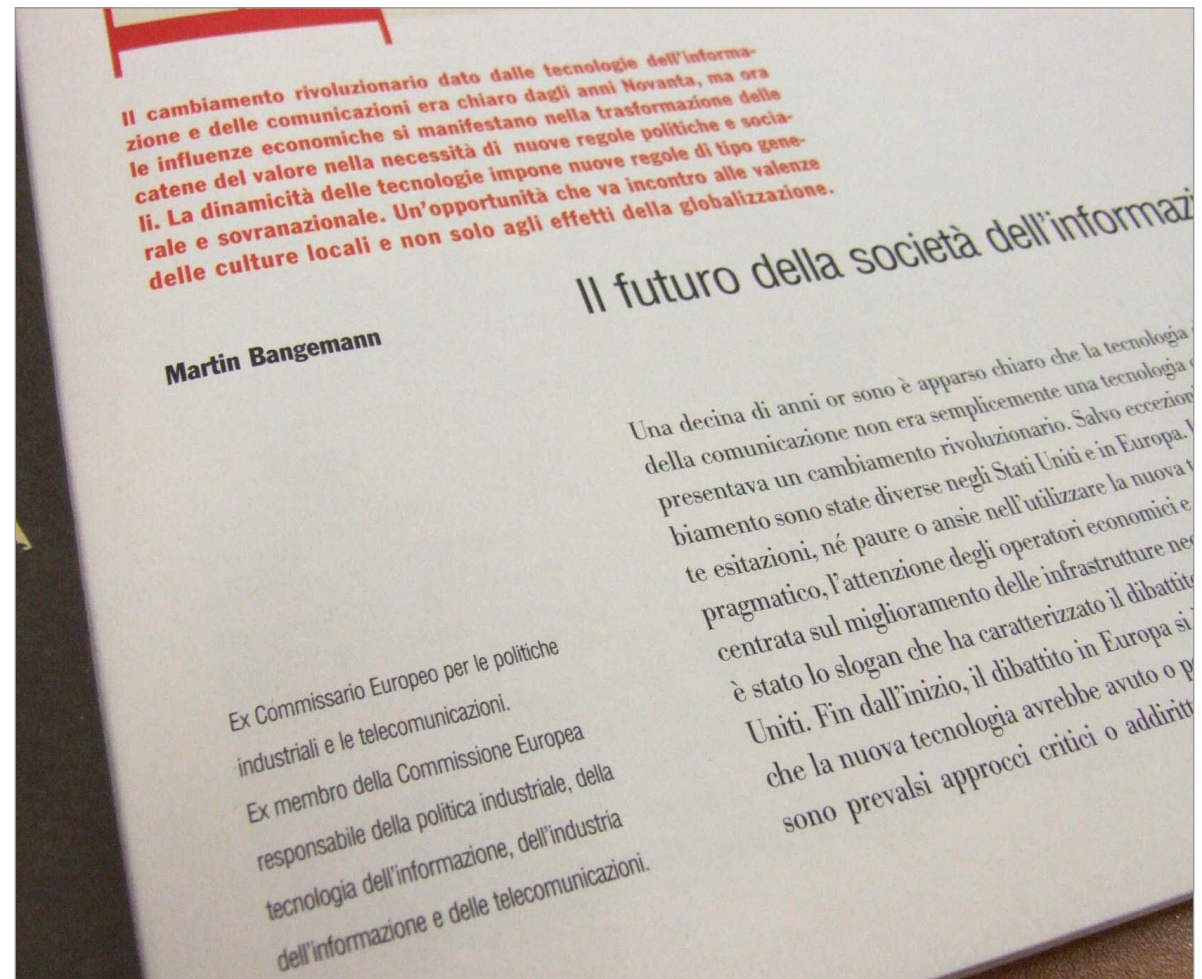 Il cambiamento rivoluzionario dato dalle tecnologie dell'informa-
zione e delle comunicazioni era chiaro dagli anni Novanta, ma ora
le influenze economiche si manifestano nella trasformazione delle
catene del valore nella necessità di nuove regole politiche e socia-
li. La dinamicità delle tecnologie impone nuove regole di tipo gene-
rale e sovranazionale. Un'opportunità che va incontro alle valenze
delle culture locali e non solo agli effetti della globalizzazione.
Il futuro della società dell'informazi
Martin Bangemann
Una decina di anni or sono è apparso chiaro che la tecnologia
della comunicazione non era semplicemente una tecnologia
presentava un cambiamento rivoluzionario. Salvo eccezion
biamento sono state diverse negli Stati Uniti e in Europa.
te esitazioni, né paure o ansie nell'utilizzare la nuova t
pragmatico, l'attenzione degli operatori economici e
centrata sul miglioramento delle infrastrutture nec
è stato lo slogan che ha caratterizzato il dibattito
Uniti. Fin dall'inizio, il dibattito in Europa si
che la nuova tecnologia avrebbe avuto o p
sono prevalsi approcci critici o addiritt
Ex Commissario Europeo per le politiche
industriali e le telecomunicazioni.
Ex membro della Commissione Europea
responsabile della politica industriale, della
tecnologia dell'informazione, dell'industria
dell'informazione e delle telecomunicazioni.